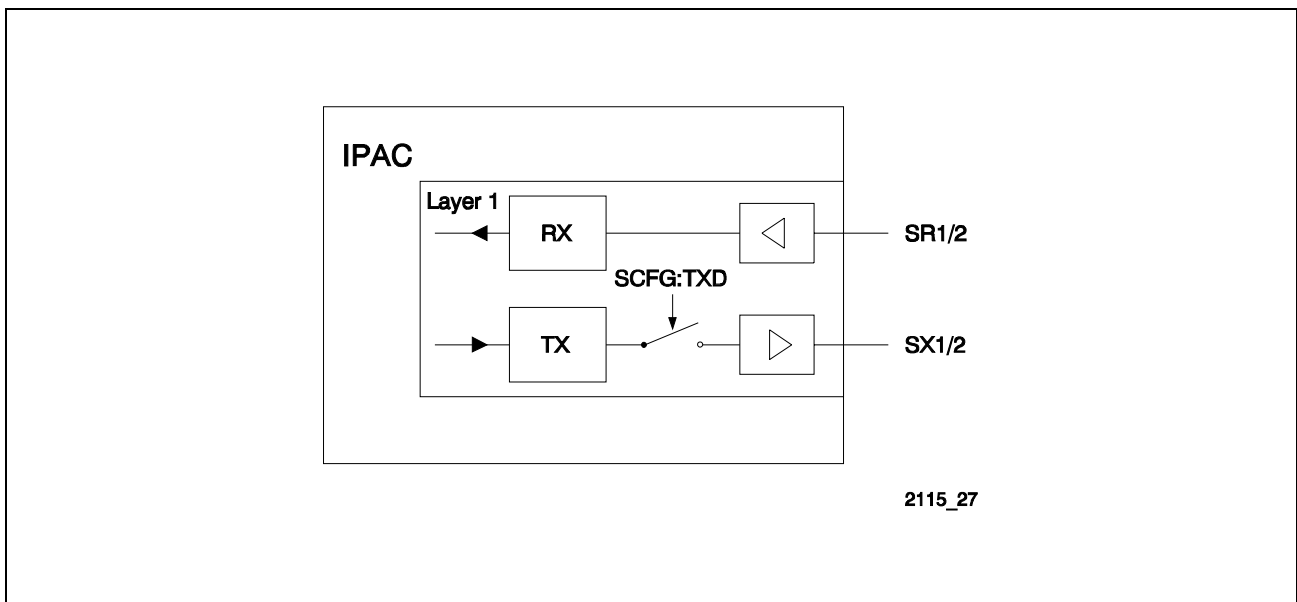 IPAC
Layer 1
RX
SR1/2
SCFG:TXD
TX
SX1/2
2115_27